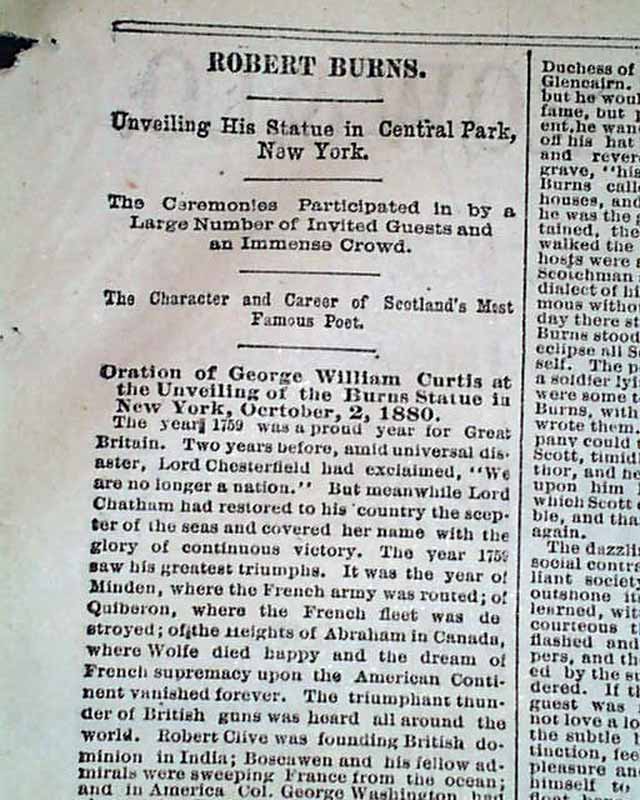 ROBERT BURNS.
Unveiling His Statue in Central Park,
New York.
The Ceremonies Participated in by a
Large Number of Invited Guests and
an Immense Crowd.
The Character and Career of Scotland's Most
Famous Poet.
Oration of George William Curtis at
the Unveiling of the Burns Statue in
New York, Octorber, 2, 1880.
The year 1759 was a proud year for Great
Britain. Two years before, amid universal dis-
aster, Lord Chesterfield had exclaimed, "We
are no longer a nation." But meanwhile Lord
Chatham had restored to his country the scep-
ter of the seas and covered her name with the
glory of continuous victory. The year 1759
saw his greatest triumphs. It was the year of
Minden, where the French army was routed; of
Quiberon, where the French fleet was de
stroyed; of the Heights of Abraham in Canada,
where Wolfe died happy and the dream of
French supremacy upon the American Conti-
nent vanished forever. The triumphant thun-
der of British guns was heard all around the
world. Robert Clive was founding British do-
minion in India; Boscawen and his fellow ad-
mirals were sweeping France from the ocean;
and in America Col. George Washington had
Duchess of
Glencairn.
but he woul
fame, but
ent, he wan
off his hat
and rever
grave, "his
Burns calle
houses, and
he was the
tained, the
walked the
hosts were
Scotchman
dialect of hi
mous witho
day there st
Burns stood
eclipse all S
self. The p
a soldier lyi
were some t
Burns, with
wrote them.
pany could
Scott, timidl
thor, and he
upon him
which Scott
ble, and tha
again.
The dazzli
social contra
liant society
outshone it
learned, wit
courteous t
flashed and
pers, and th
ed by the su
dered. If t
guest was
not love a lo
the subtle
tinction, fee
pleasure an
himself to